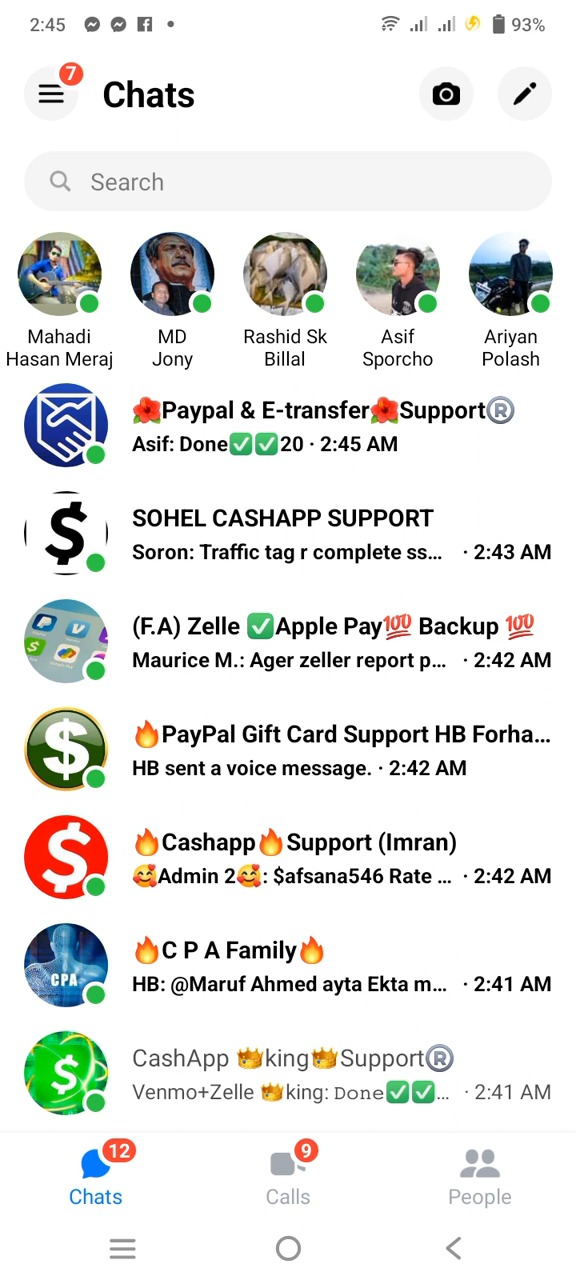 2:45
93%
7
Chats
Search
Mahadi
Hasan Meraj
MD
Jony
Rashid Sk
Billal
Asif
Sporcho
Ariyan
Polash
🌺Paypal & E-transfer🌺Support®️
Asif: Done✅✅20 · 2:45 AM
SOHEL CASHAPP SUPPORT
Soron: Traffic tag r complete ss... · 2:43 AM
(F.A) Zelle ✅Apple Pay💯 Backup 💯
Maurice M.: Ager zeller report p... · 2:42 AM
🔥PayPal Gift Card Support HB Forha...
HB sent a voice message. · 2:42 AM
🔥Cashapp🔥Support (Imran)
🥰Admin 2🥰: $afsana546 Rate ... · 2:42 AM
🔥C P A Family🔥
HB: @Maruf Ahmed ayta Ekta m... · 2:41 AM
CPA
CashApp 👑king👑Support®️
Venmo+Zelle 👑king: 𝙳𝚘𝚗𝚎✅✅... · 2:41 AM
12
9
Chats
Calls
People